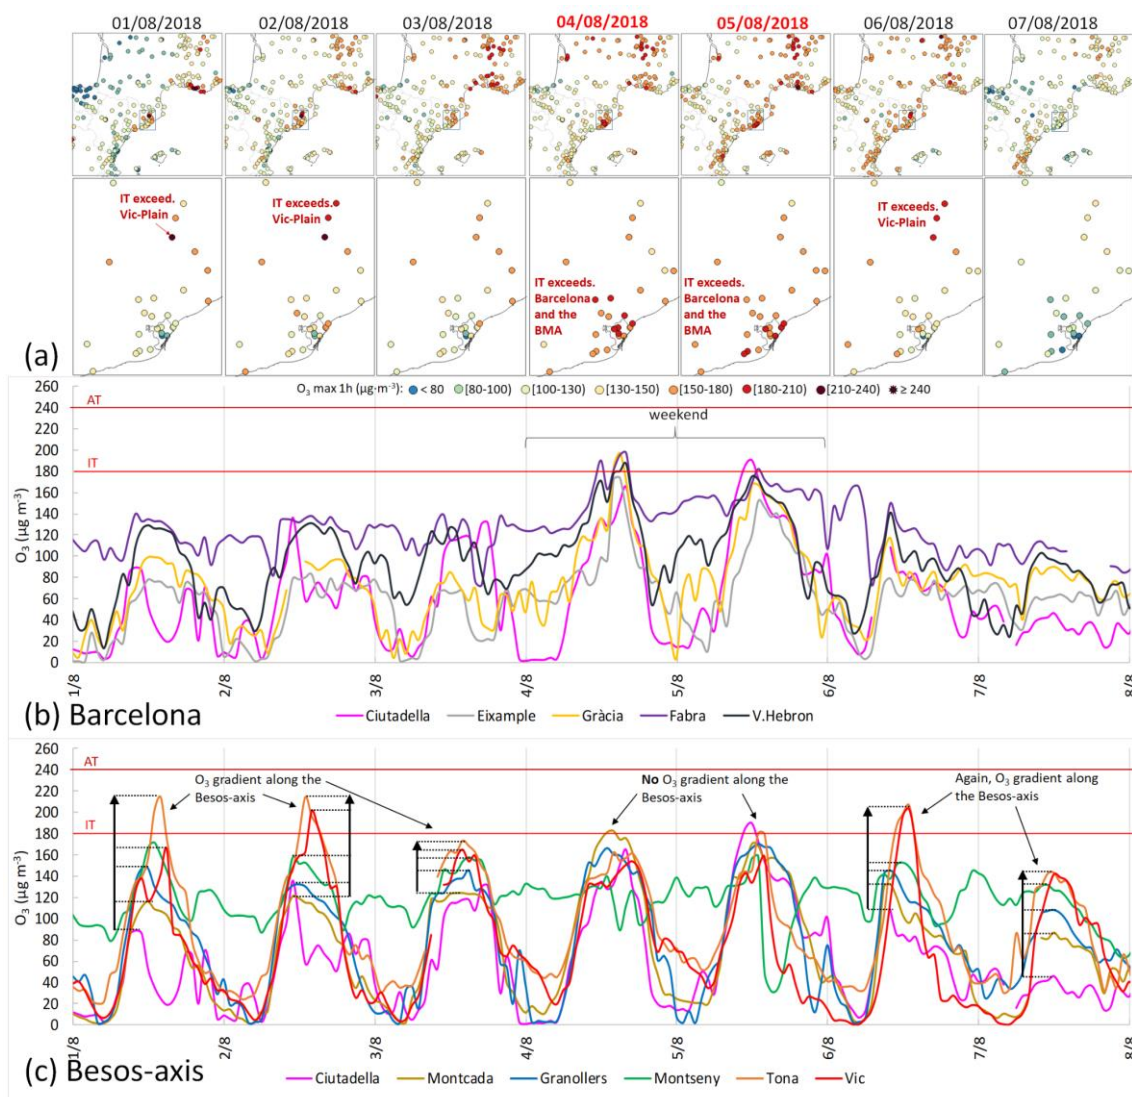 01/08/2018 02/08/2018 03/08/2018 04/08/2018 05/08/2018 06/08/2018 07/08/2018
IT exceed.
Vic-Plain
IT exceeds.
Vic-Plain
IT exceeds.
Barcelona
and the
BMA
IT exceeds.
Barcelona
and the
BMA
IT exceeds.
Vic-Plain
(a)
O₃ max 1h (µg·m⁻³): < 80 [80-100) [100-130) [130-150) [150-180) [180-210) [210-240) ≥ 240
260
240
220
200
180
160
140
120
100
80
60
40
20
0
O₃ (µg m⁻³)
AT
IT
weekend
1/8 2/8 3/8 4/8 5/8 6/8 7/8 8/8
(b) Barcelona
Ciutadella Eixample Gràcia Fabra V.Hebron
260
240
220
200
180
160
140
120
100
80
60
40
20
0
O₃ (µg m⁻³)
AT
IT
O₃ gradient along the
Besos-axis
No O₃ gradient along the
Besos-axis
Again, O₃ gradient along
the Besos-axis
1/8 2/8 3/8 4/8 5/8 6/8 7/8 8/8
(c) Besos-axis
Ciutadella Montcada Granollers Montseny Tona Vic